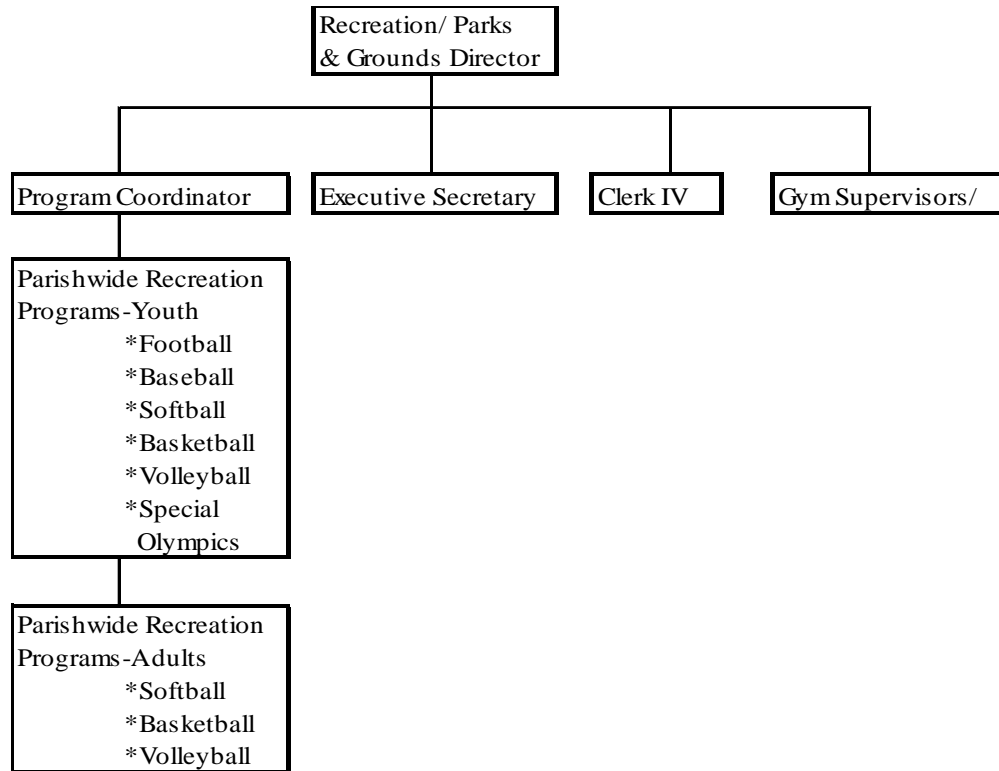 Recreation/ Parks
& Grounds Director
Program Coordinator
Executive Secretary
Clerk IV
Gym Supervisors/
Parishwide Recreation
Programs-Youth
*Football
*Baseball
*Softball
*Basketball
*Volleyball
*Special
Olympics
Parishwide Recreation
Programs-Adults
*Softball
*Basketball
*Volleyball